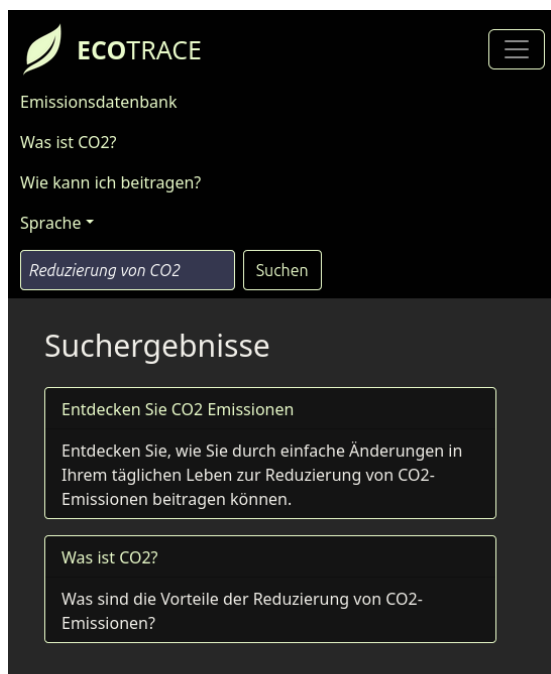 ECOTRACE
Emissionsdatenbank
Was ist CO2?
Wie kann ich beitragen?
Sprache
Reduzierung von CO2
Suchen
Suchergebnisse
Entdecken Sie CO2 Emissionen
Entdecken Sie, wie Sie durch einfache Änderungen in
Ihrem täglichen Leben zur Reduzierung von CO2-
Emissionen beitragen können.
Was ist CO2?
Was sind die Vorteile der Reduzierung von CO2-
Emissionen?